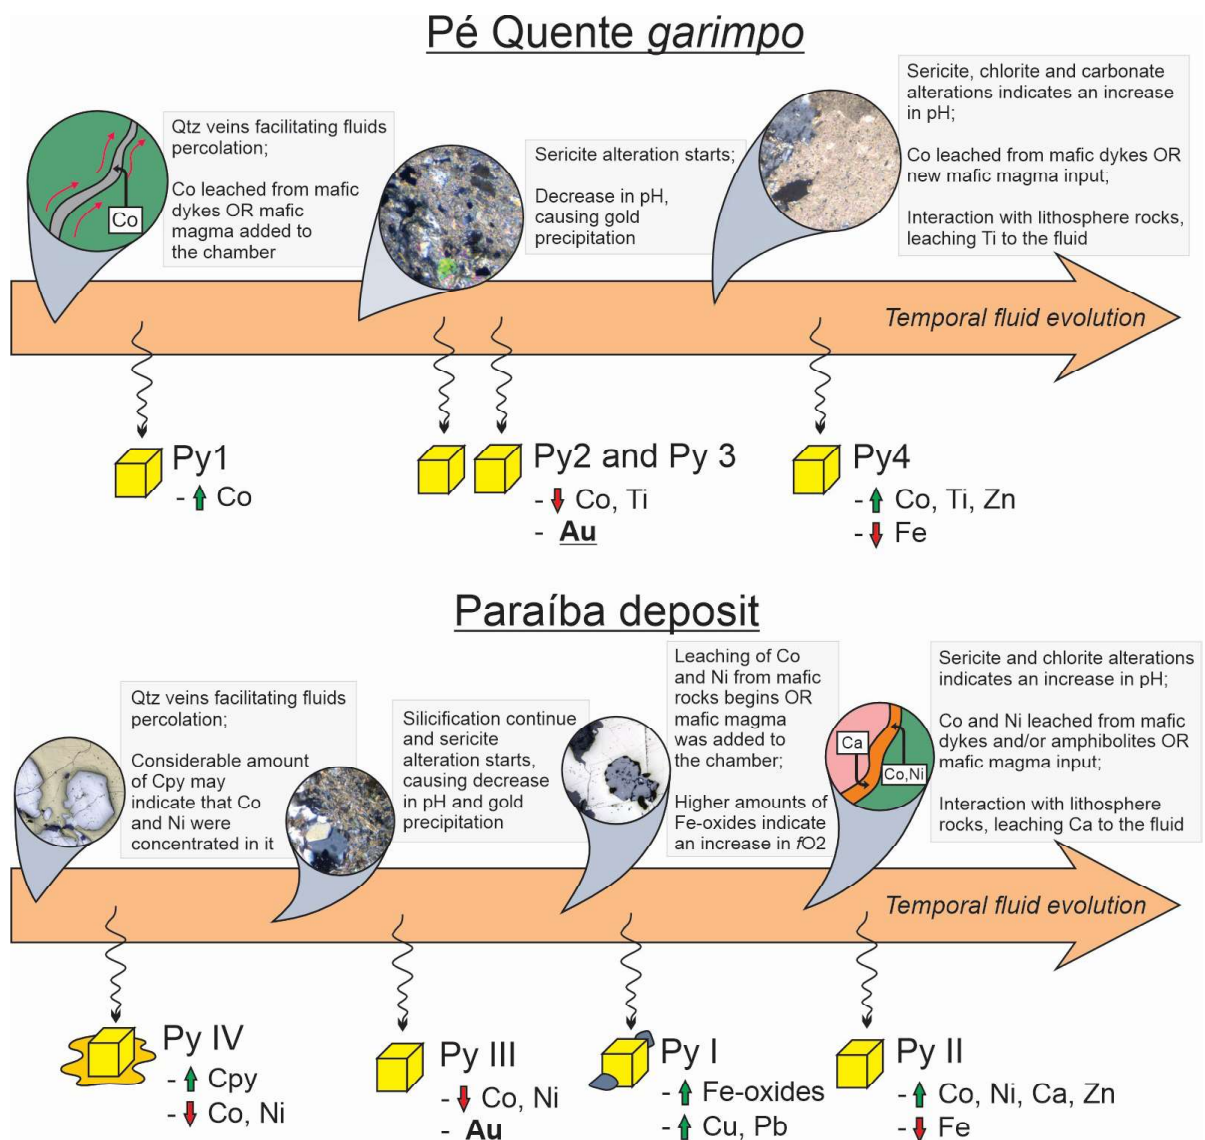 Pé Quente garimpo
Qtz veins facilitating fluids
percolation;
Co leached from mafic
dykes OR mafic
magma added to
the chamber
Co
Sericite alteration starts;
Decrease in pH,
causing gold
precipitation
Sericite, chlorite and carbonate
alterations indicates an increase
in pH;
Co leached from mafic dykes OR
new mafic magma input;
Interaction with lithosphere rocks,
leaching Ti to the fluid
Temporal fluid evolution
Py1
- Co
Py2 and Py 3
- Co, Ti
- Au
Py4
- Co, Ti, Zn
- Fe
Paraíba deposit
Qtz veins facilitating fluids
percolation;
Considerable amount
of Cpy may
indicate that Co
and Ni were
concentrated in it
Silicification continue
and sericite
alteration starts,
causing decrease
in pH and gold
precipitation
Leaching of Co
and Ni from mafic
rocks begins OR
mafic magma
was added to
the chamber;
Higher amounts of
Fe-oxides indicate
an increase in fO2
Ca
Co,Ni
Sericite and chlorite alterations
indicates an increase in pH;
Co and Ni leached from mafic
dykes and/or amphibolites OR
mafic magma input;
Interaction with lithosphere
rocks, leaching Ca to the fluid
Temporal fluid evolution
Py IV
- Cpy
- Co, Ni
Py III
- Co, Ni
- Au
Py I
- Fe-oxides
- Cu, Pb
Py II
- Co, Ni, Ca, Zn
- Fe